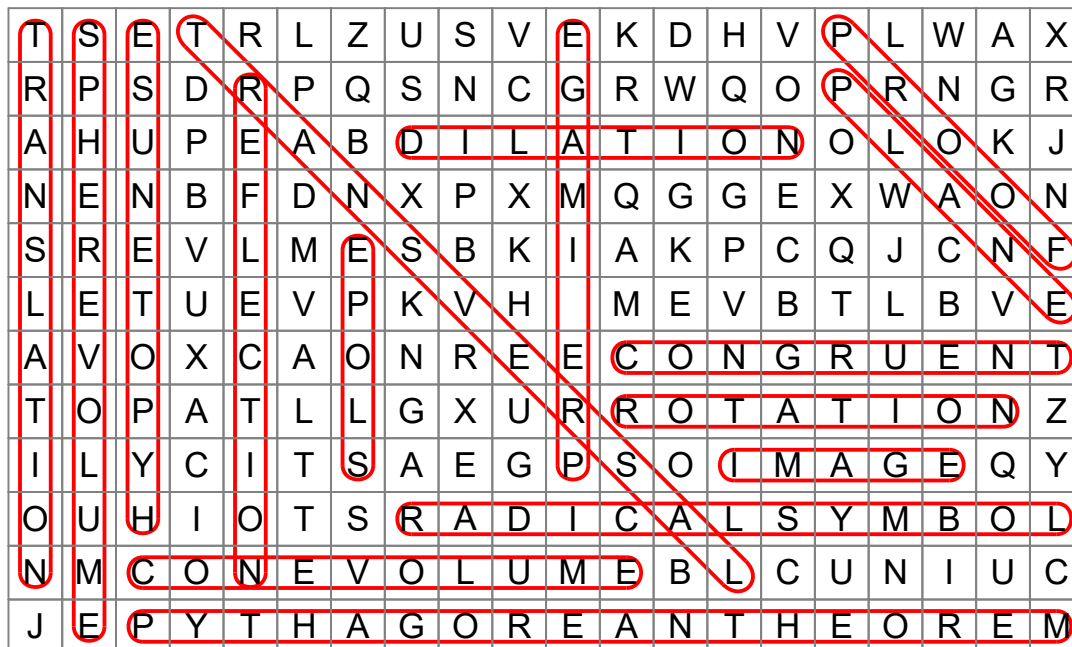 T S E T R L Z U S V E K D H V P L W A X
R P S D R P Q S N C G R W Q O P R N G R
A H U P E A B D I L A T I O N O L O K J
N E N B F D N X P X M Q G G E X W A O N
S R E V L M E S B K I A K P C Q J C N F
L E T U E V P K V H M E V B T L B V E
A V O X C A O N R E E C O N G R U E N T
T O P A T L L G X U R R O T A T I O N Z
I L Y C I T S A E G P S O I M A G E Q Y
O U H I O T S R A D I C A L S Y M B O L
N M C O N E V O L U M E B L C U N I U C
J E P Y T H A G O R E A N T H E O R E M